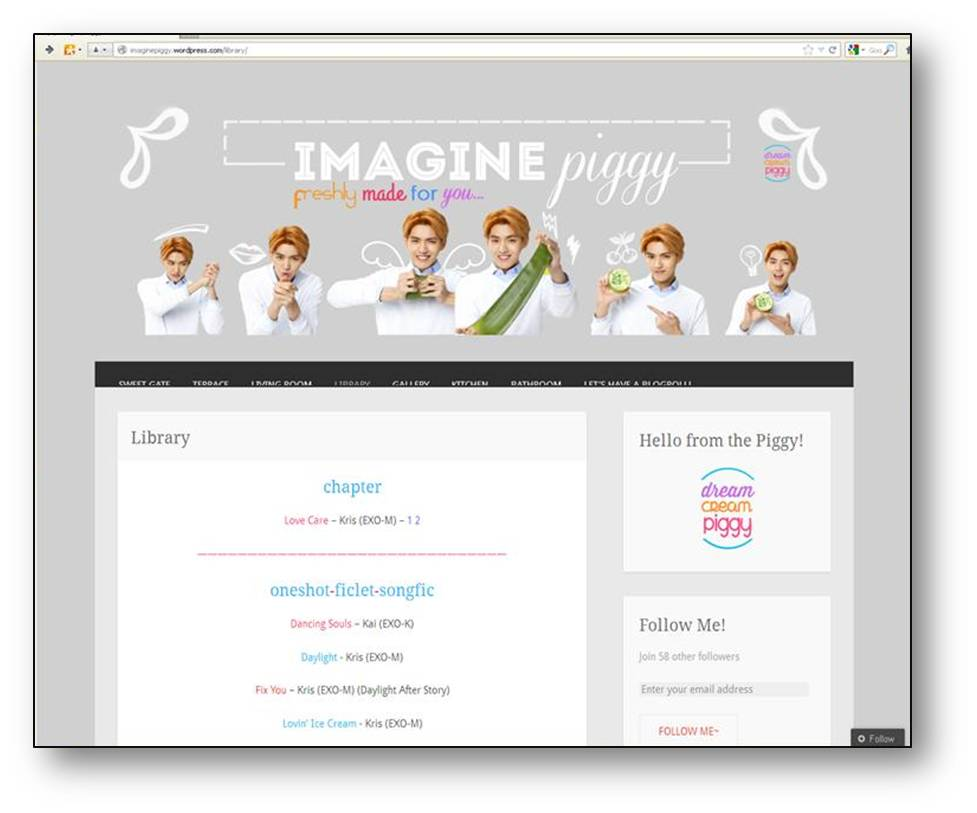 imaginepiggy.wordpress.com/library/
Goo
IMAGINE piggy
dream
cream
piggy
freshly made for you...
SWEET GATE TERRACE LIVING ROOM LIBRARY GALLERY KITCHEN BATHROOM LET'S HAVE A BLOGROLL!
Library
chapter
Love Care – Kris (EXO-M) – 1 2
oneshot-ficlet-songfic
Dancing Souls – Kai (EXO-K)
Daylight - Kris (EXO-M)
Fix You – Kris (EXO-M) (Daylight After Story)
Lovin' Ice Cream - Kris (EXO-M)
Hello from the Piggy!
dream
cream
piggy
Follow Me!
Join 58 other followers
Enter your email address
FOLLOW ME~
Follow